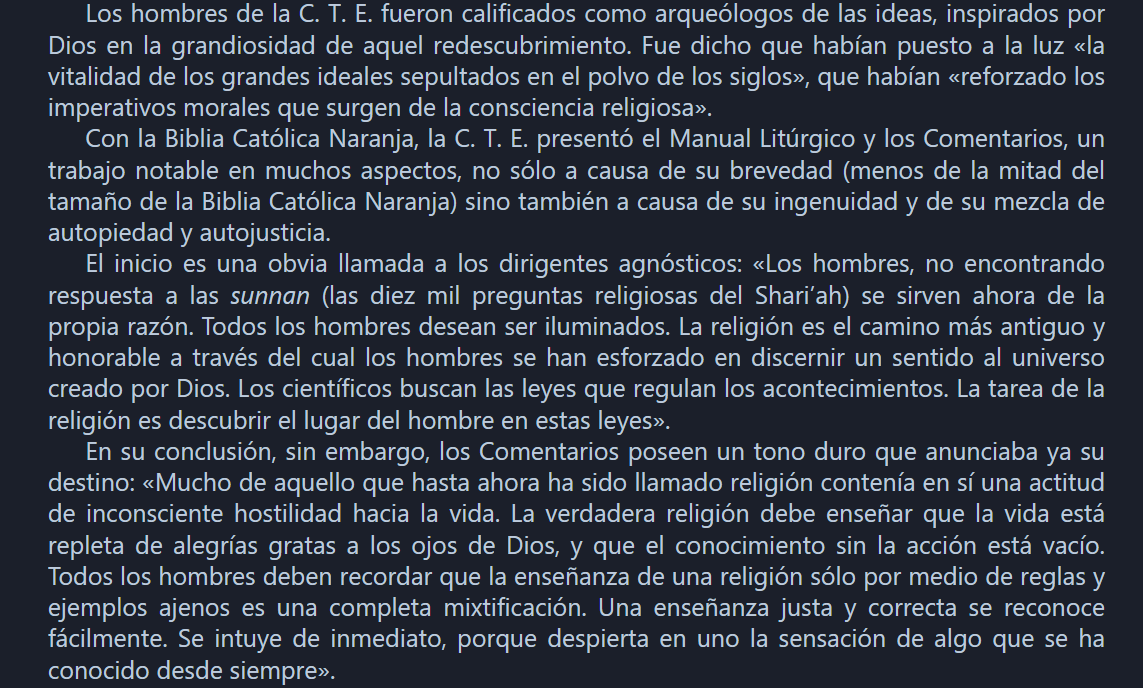 Los hombres de la C. T. E. fueron calificados como arqueólogos de las ideas, inspirados por
Dios en la grandiosidad de aquel redescubrimiento. Fue dicho que habían puesto a la luz «la
vitalidad de los grandes ideales sepultados en el polvo de los siglos», que habían «reforzado los
imperativos morales que surgen de la consciencia religiosa».
Con la Biblia Católica Naranja, la C. T. E. presentó el Manual Litúrgico y los Comentarios, un
trabajo notable en muchos aspectos, no sólo a causa de su brevedad (menos de la mitad del
tamaño de la Biblia Católica Naranja) sino también a causa de su ingenuidad y de su mezcla de
autopiedad y autojusticia.
El inicio es una obvia llamada a los dirigentes agnósticos: «Los hombres, no encontrando
respuesta a las sunnan (las diez mil preguntas religiosas del Shari’ah) se sirven ahora de la
propia razón. Todos los hombres desean ser iluminados. La religión es el camino más antiguo y
honorable a través del cual los hombres se han esforzado en discernir un sentido al universo
creado por Dios. Los científicos buscan las leyes que regulan los acontecimientos. La tarea de la
religión es descubrir el lugar del hombre en estas leyes».
En su conclusión, sin embargo, los Comentarios poseen un tono duro que anunciaba ya su
destino: «Mucho de aquello que hasta ahora ha sido llamado religión contenía en sí una actitud
de inconsciente hostilidad hacia la vida. La verdadera religión debe enseñar que la vida está
repleta de alegrías gratas a los ojos de Dios, y que el conocimiento sin la acción está vacío.
Todos los hombres deben recordar que la enseñanza de una religión sólo por medio de reglas y
ejemplos ajenos es una completa mixtificación. Una enseñanza justa y correcta se reconoce
fácilmente. Se intuye de inmediato, porque despierta en uno la sensación de algo que se ha
conocido desde siempre».